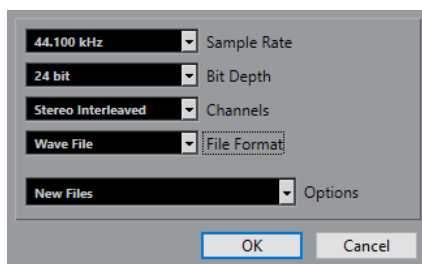 44.100 kHz Sample Rate
24 bit Bit Depth
Stereo Interleaved Channels
Wave File File Format
New Files Options
OK Cancel